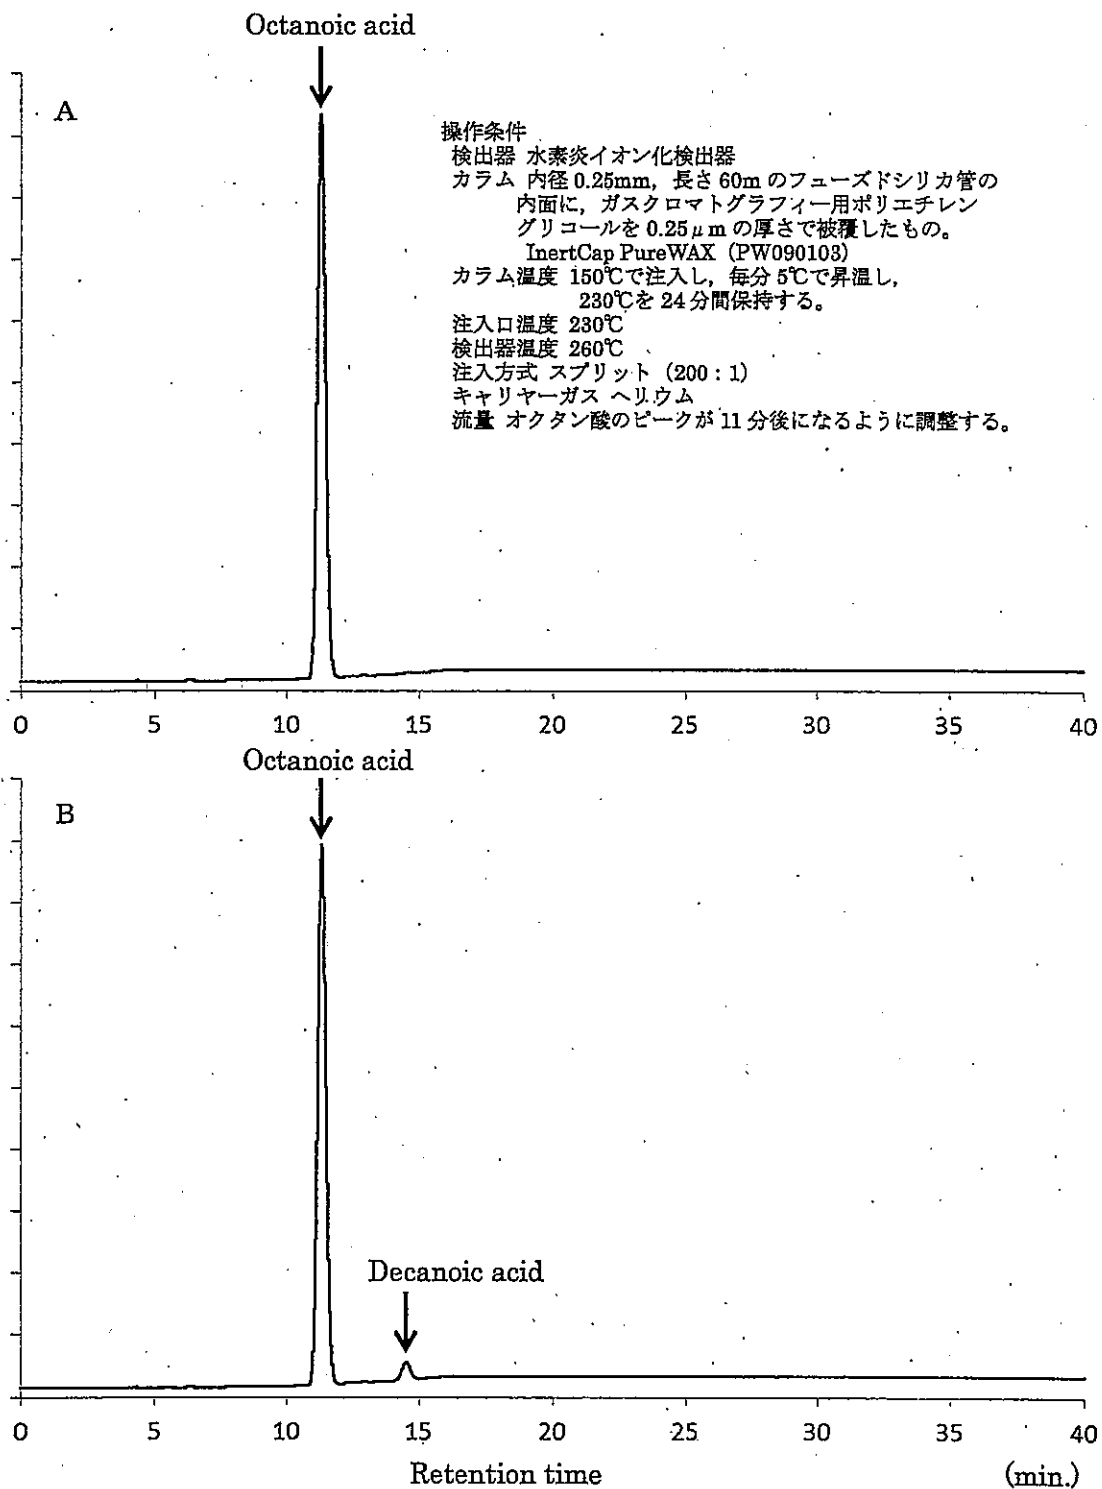 Octanoic acid
A
操作条件
検出器 水素炎イオン化検出器
カラム 内径 0.25mm, 長さ 60m のフューズドシリカ管の
内面に, ガスクロマトグラフィー用ポリエチレン
グリコールを 0.25μm の厚さで被覆したもの。
InertCap PureWAX (PW090103)
カラム温度 150℃で注入し, 毎分 5℃で昇温し,
230℃を 24 分間保持する。
注入口温度 230℃
検出器温度 260℃
注入方式 スプリット (200 : 1)
キャリヤーガス ヘリウム
流量 オクタン酸のピークが 11 分後になるように調整する。
0 5 10 15 20 25 30 35 40
Octanoic acid
B
Decanoic acid
0 5 10 15 20 25 30 35 40
Retention time (min.)